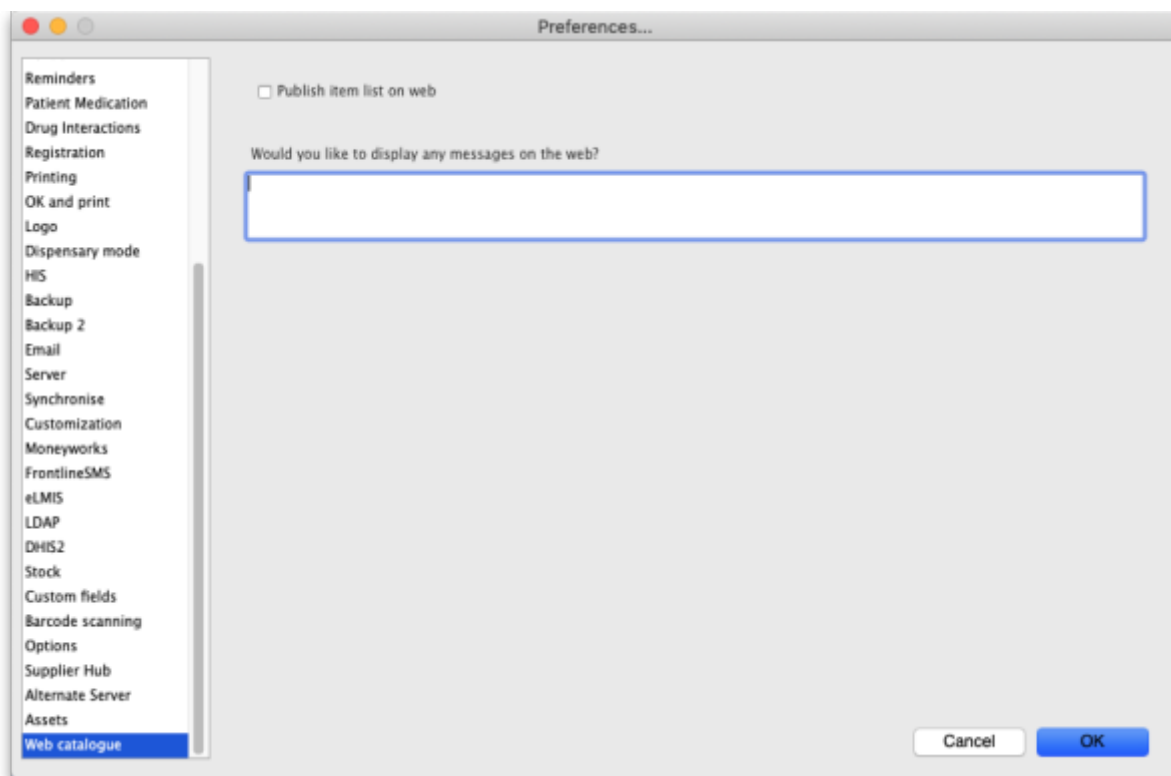 Preferences...
Reminders
Patient Medication
Drug Interactions
Registration
Printing
OK and print
Logo
Dispensary mode
HIS
Backup
Backup 2
Email
Server
Synchronise
Customization
Moneyworks
FrontlineSMS
eLMIS
LDAP
DHIS2
Stock
Custom fields
Barcode scanning
Options
Supplier Hub
Alternate Server
Assets
Web catalogue
Publish item list on web
Would you like to display any messages on the web?
Cancel
OK